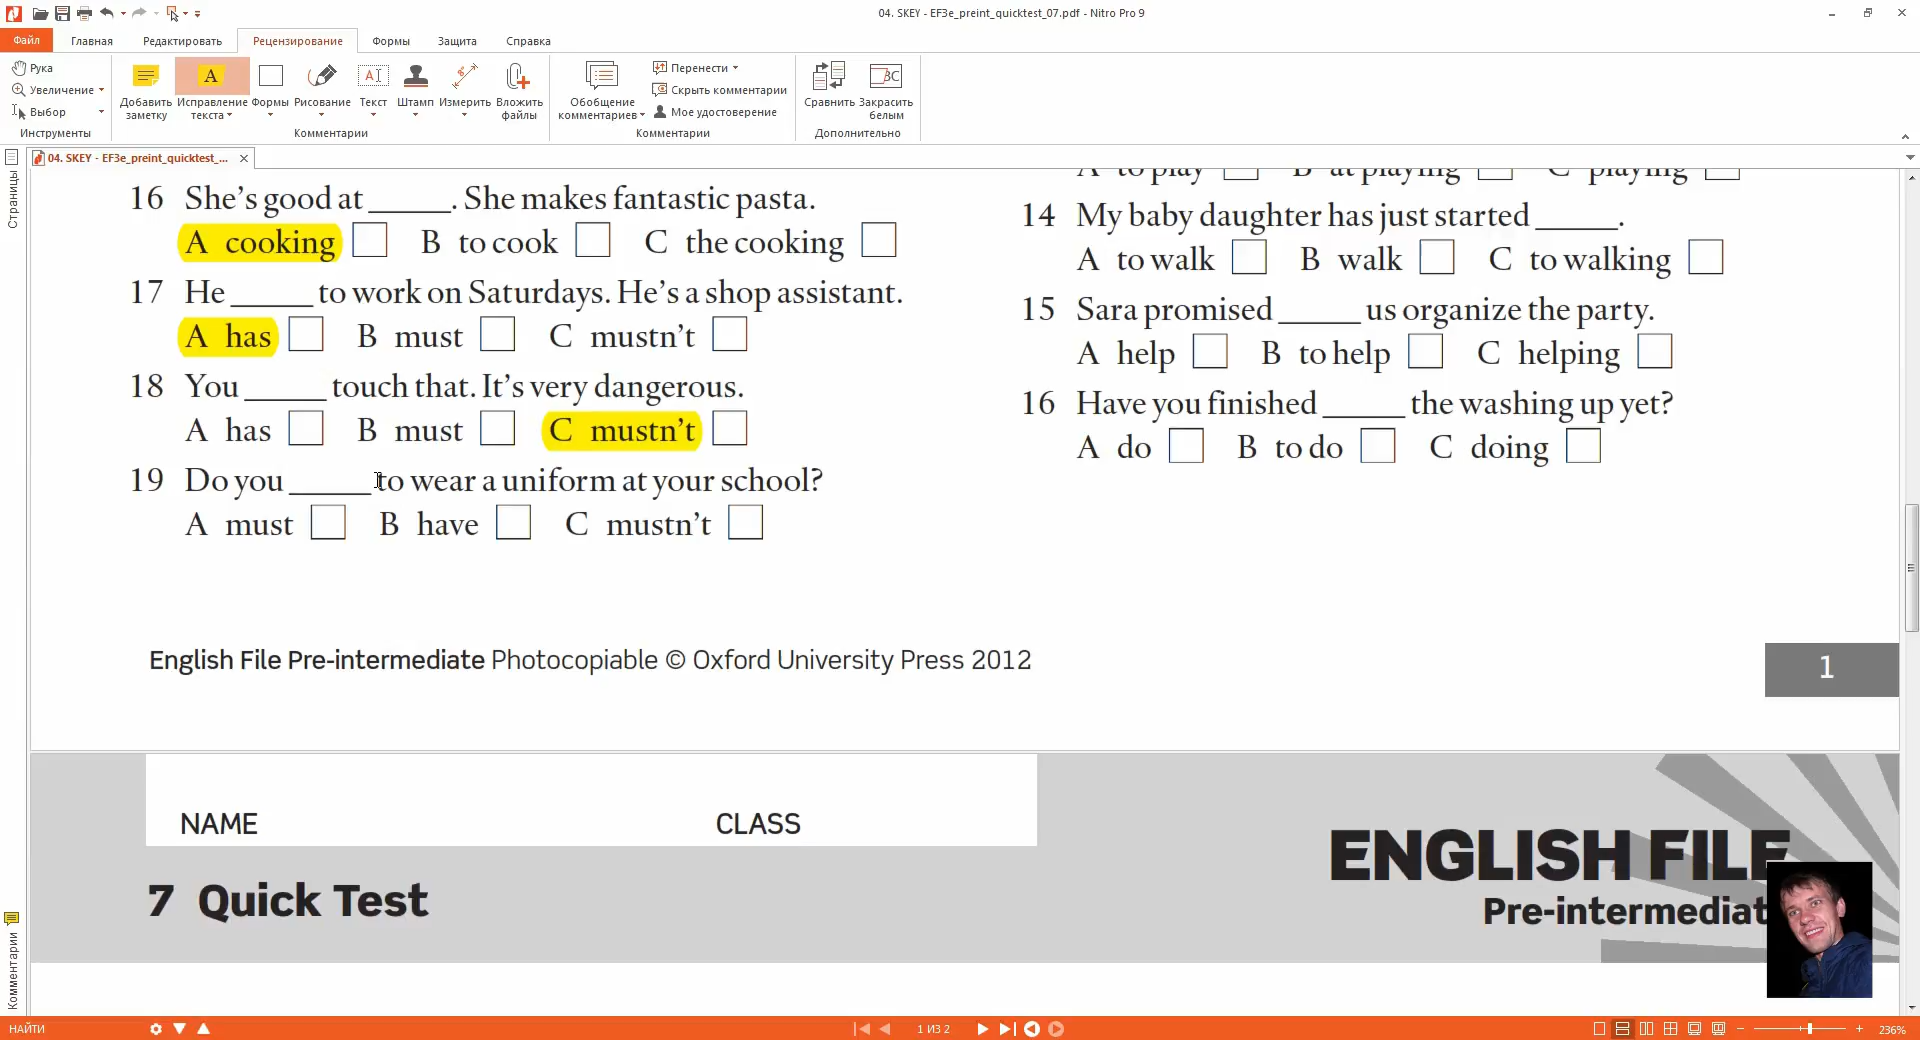 04. SKEY - EF3e_preint_quicktest_07.pdf - Nitro Pro 9
Файл Главная Редактировать Рецензирование Формы Защита Справка
Рука
Увеличение
Выбор
Инструменты
Добавить заметку
Исправление текста
Формы
Рисование
Текст
Штамп
Измерить
Вложить файлы
Комментарии
Обобщение комментариев
Перенести
Скрыть комментарии
Мое удостоверение
Комментарии
Сравнить
Закрасить белым
Дополнительно
04. SKEY - EF3e_preint_quicktest_...
Страницы
16 She's good at _____. She makes fantastic pasta.
A cooking B to cook C the cooking
17 He _____ to work on Saturdays. He's a shop assistant.
A has B must C mustn't
18 You _____ touch that. It's very dangerous.
A has B must C mustn't
19 Do you _____ to wear a uniform at your school?
A must B have C mustn't
A to play B at playing C playing
14 My baby daughter has just started _____.
A to walk B walk C to walking
15 Sara promised _____ us organize the party.
A help B to help C helping
16 Have you finished _____ the washing up yet?
A do B to do C doing
English File Pre-intermediate Photocopiable © Oxford University Press 2012
1
NAME CLASS
7 Quick Test
ENGLISH FILE
Pre-intermediat
Комментарии
НАЙТИ
1 ИЗ 2
236%